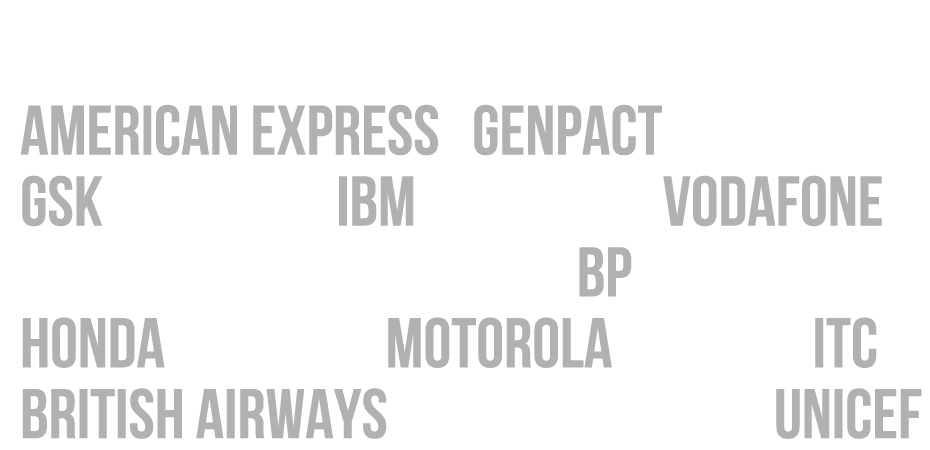 AMERICAN EXPRESS GENPACT
GSK IBM VODAFONE
BP
HONDA MOTOROLA ITC
BRITISH AIRWAYS UNICEF